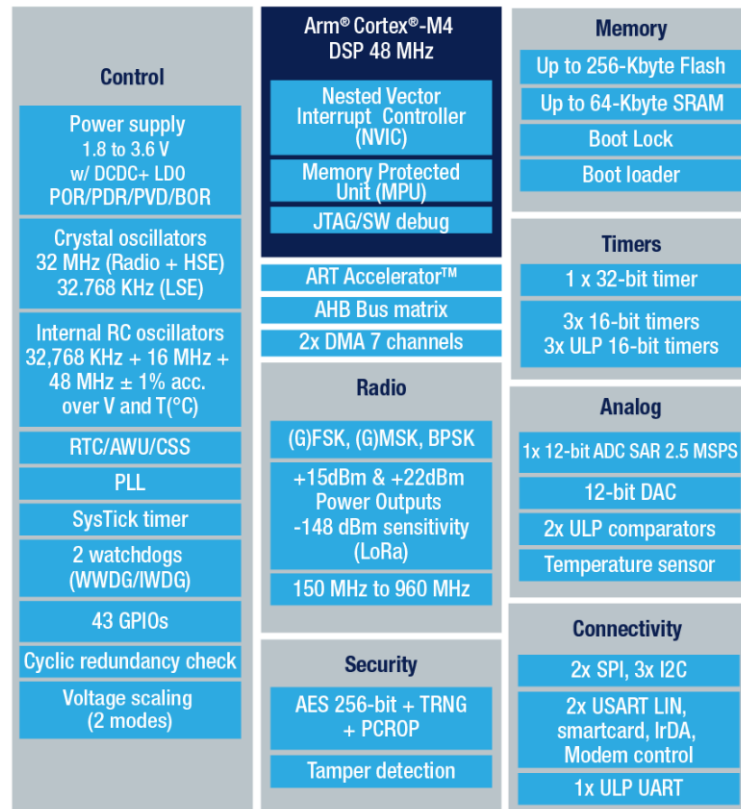 Control
Power supply
1.8 to 3.6 V
w/ DCDC+ LDO
POR/PDR/PVD/BOR
Crystal oscillators
32 MHz (Radio + HSE)
32.768 KHz (LSE)
Internal RC oscillators
32,768 KHz + 16 MHz +
48 MHz ± 1% acc.
over V and T(°C)
RTC/AWU/CSS
PLL
SysTick timer
2 watchdogs
(WWDG/IWDG)
43 GPIOs
Cyclic redundancy check
Voltage scaling
(2 modes)
Arm® Cortex®-M4
DSP 48 MHz
Nested Vector
Interrupt Controller
(NVIC)
Memory Protected
Unit (MPU)
JTAG/SW debug
ART Accelerator™
AHB Bus matrix
2x DMA 7 channels
Radio
(G)FSK, (G)MSK, BPSK
+15dBm & +22dBm
Power Outputs
-148 dBm sensitivity
(LoRa)
150 MHz to 960 MHz
Security
AES 256-bit + TRNG
+ PCROP
Tamper detection
Memory
Up to 256-Kbyte Flash
Up to 64-Kbyte SRAM
Boot Lock
Boot loader
Timers
1 x 32-bit timer
3x 16-bit timers
3x ULP 16-bit timers
Analog
1x 12-bit ADC SAR 2.5 MSPS
12-bit DAC
2x ULP comparators
Temperature sensor
Connectivity
2x SPI, 3x I2C
2x USART LIN,
smartcard, IrDA,
Modem control
1x ULP UART